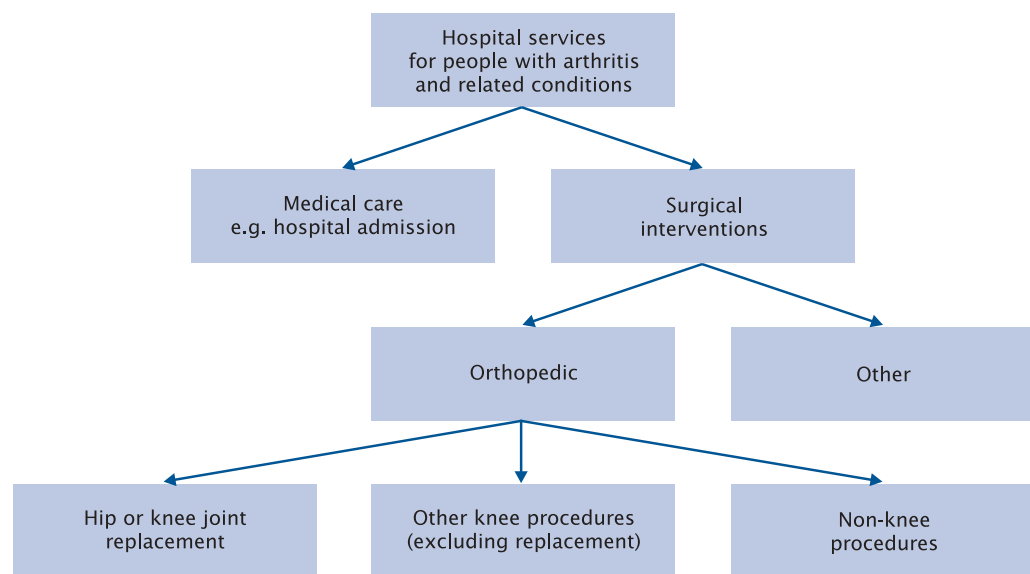 Hospital services
for people with arthritis
and related conditions
Medical care
e.g. hospital admission
Surgical
interventions
Orthopedic
Other
Hip or knee joint
replacement
Other knee procedures
(excluding replacement)
Non-knee
procedures